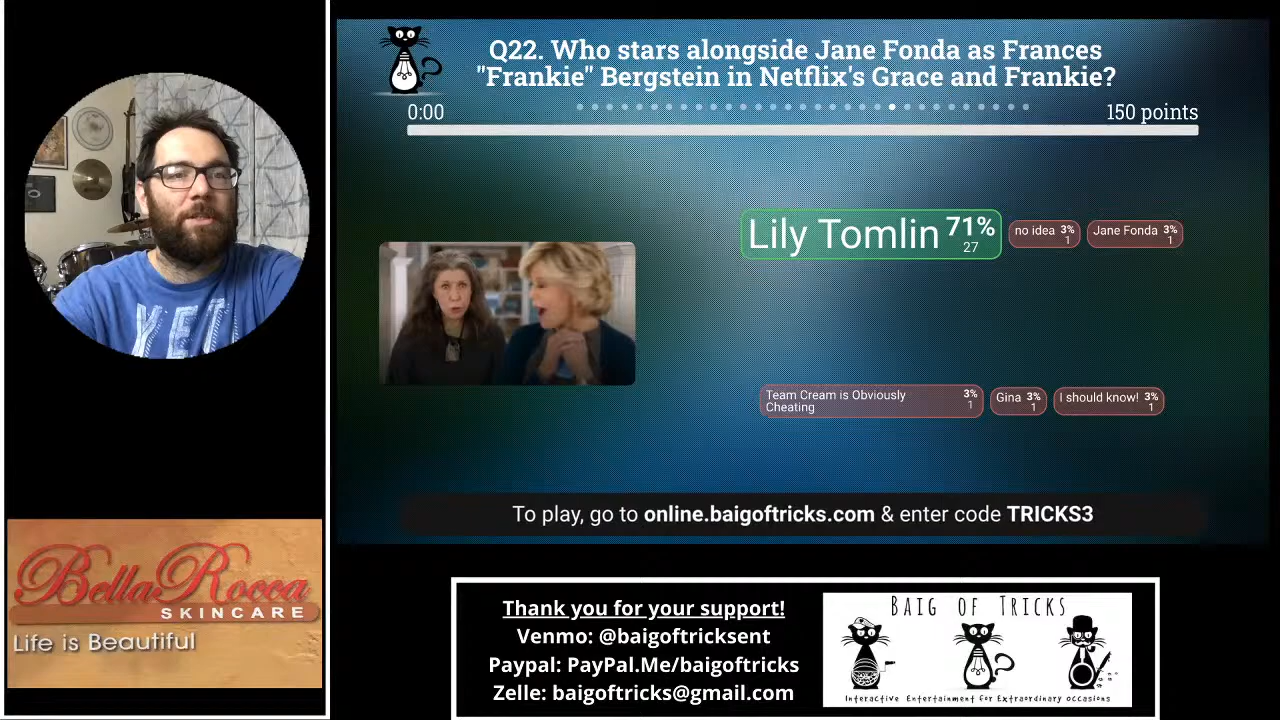 Q22. Who stars alongside Jane Fonda as Frances
"Frankie" Bergstein in Netflix's Grace and Frankie?
0:00
150 points
Lily Tomlin 71%
27
no idea 3%
1
Jane Fonda 3%
1
Team Cream is Obviously
Cheating
3%
1
Gina 3%
1
I should know! 3%
1
To play, go to online.baigoftricks.com & enter code TRICKS3
YETI
BellaRocca
SKINCARE
Life is Beautiful
Thank you for your support!
Venmo: @baigoftricksent
Paypal: PayPal.Me/baigoftricks
Zelle: baigoftricks@gmail.com
BAIG OF TRICKS
Interactive Entertainment for Extraordinary occasions